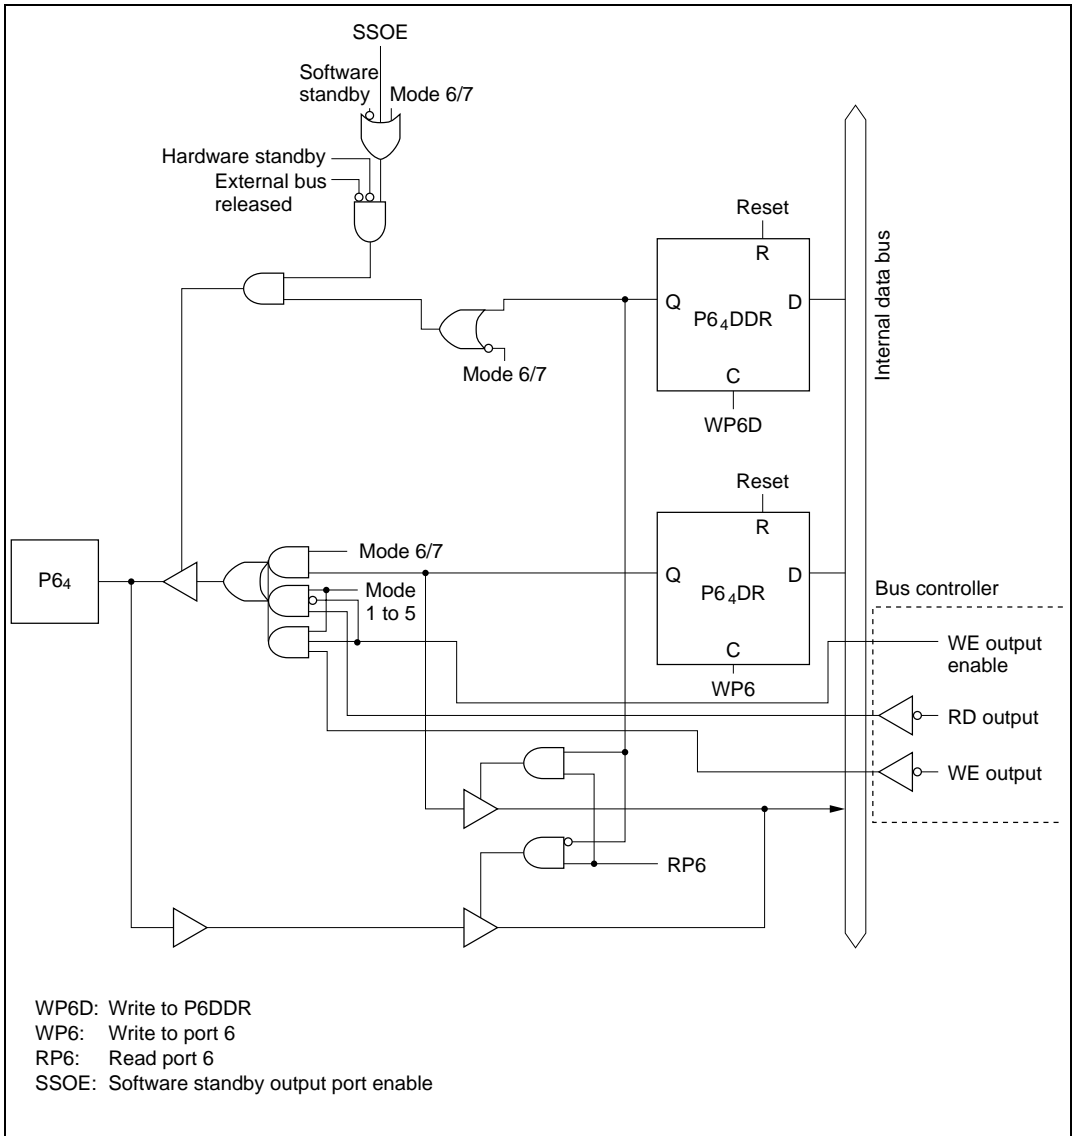 SSOE
Software
standby
Mode 6/7
Hardware standby
External bus
released
Mode 6/7
Reset
R
Q
D
P6₄DDR
C
WP6D
Internal data bus
Reset
R
Q
D
P6₄DR
C
WP6
P6₄
Mode 6/7
Mode
1 to 5
Bus controller
WE output
enable
RD output
WE output
RP6
WP6D: Write to P6DDR
WP6: Write to port 6
RP6: Read port 6
SSOE: Software standby output port enable